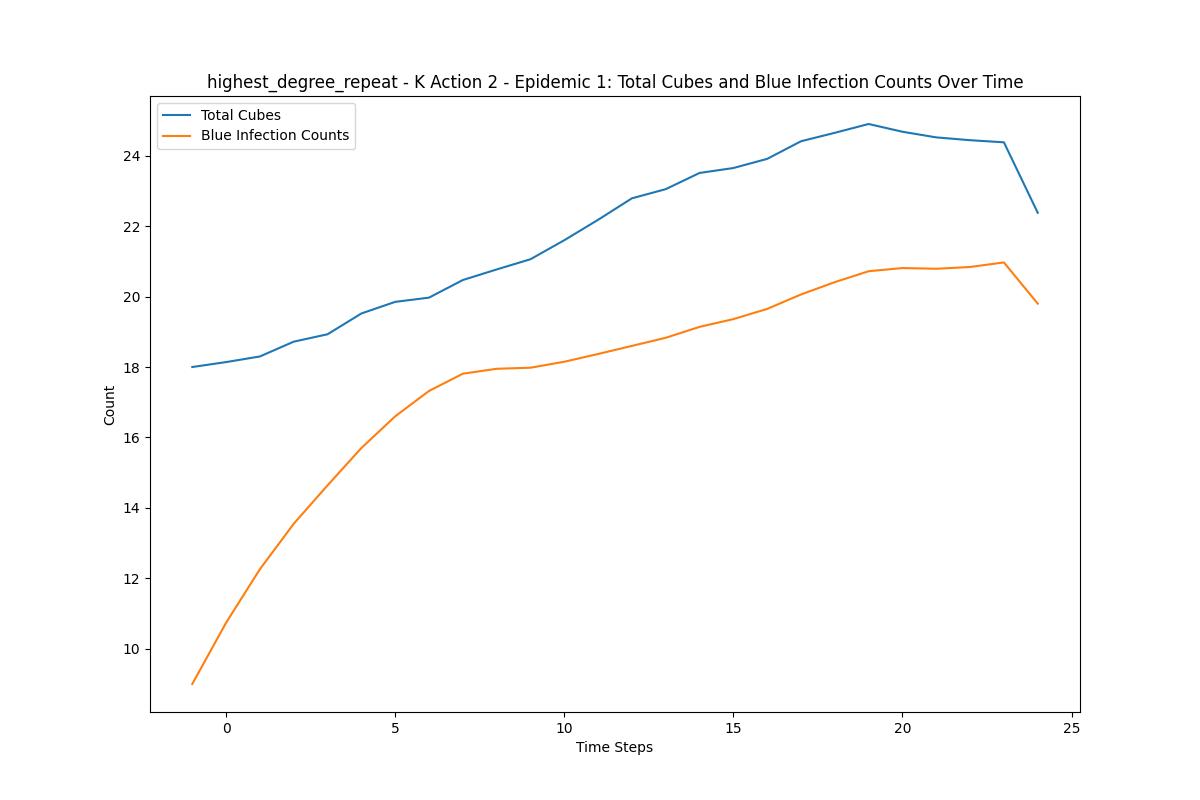 highest_degree_repeat - K Action 2 - Epidemic 1: Total Cubes and Blue Infection Counts Over Time
Total Cubes
Blue Infection Counts
24
22
20
18
16
14
12
10
Count
0 5 10 15 20 25
Time Steps